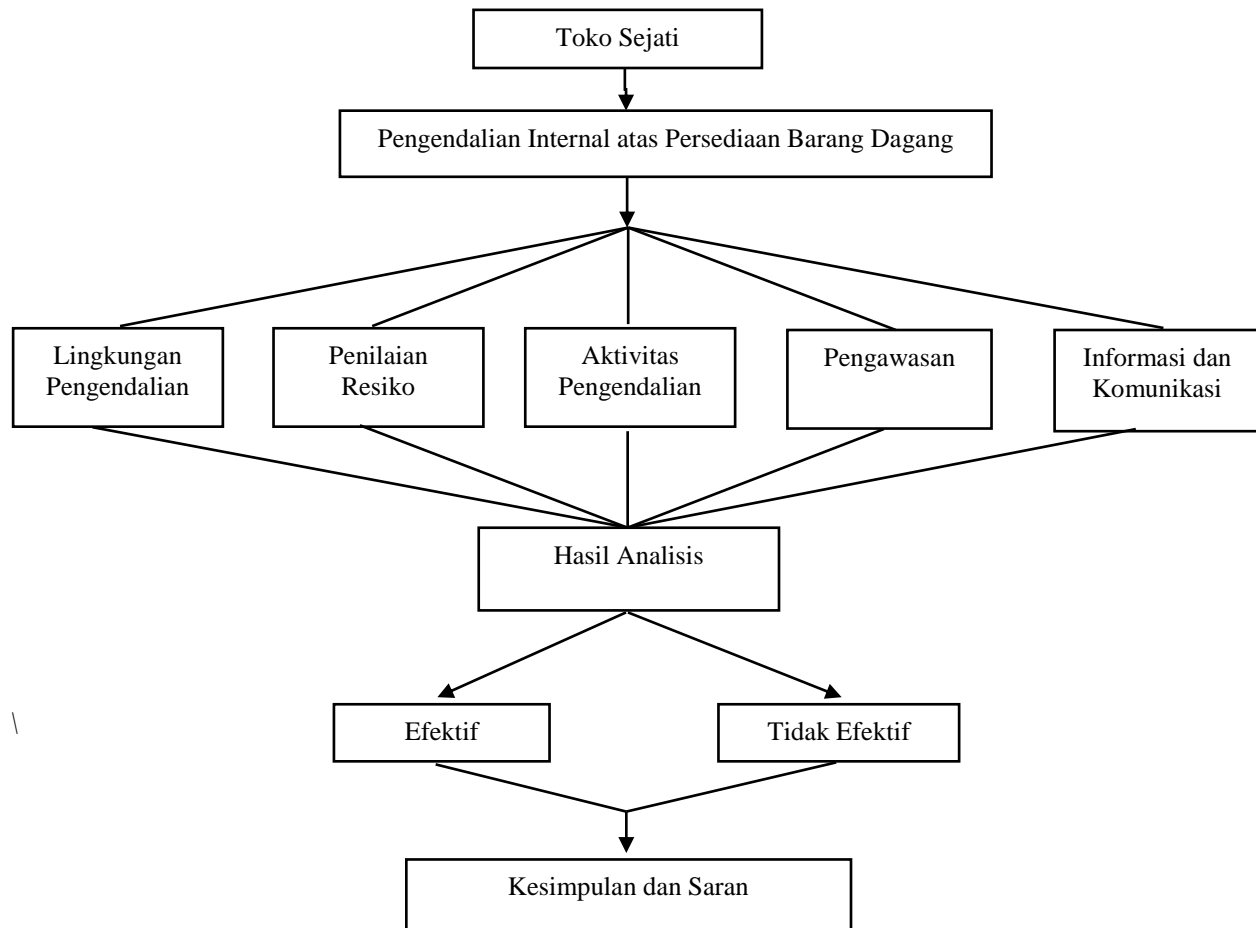 Toko Sejati
Pengendalian Internal atas Persediaan Barang Dagang
Lingkungan
Pengendalian
Penilaian
Resiko
Aktivitas
Pengendalian
Pengawasan
Informasi dan
Komunikasi
Hasil Analisis
\
Efektif
Tidak Efektif
Kesimpulan dan Saran